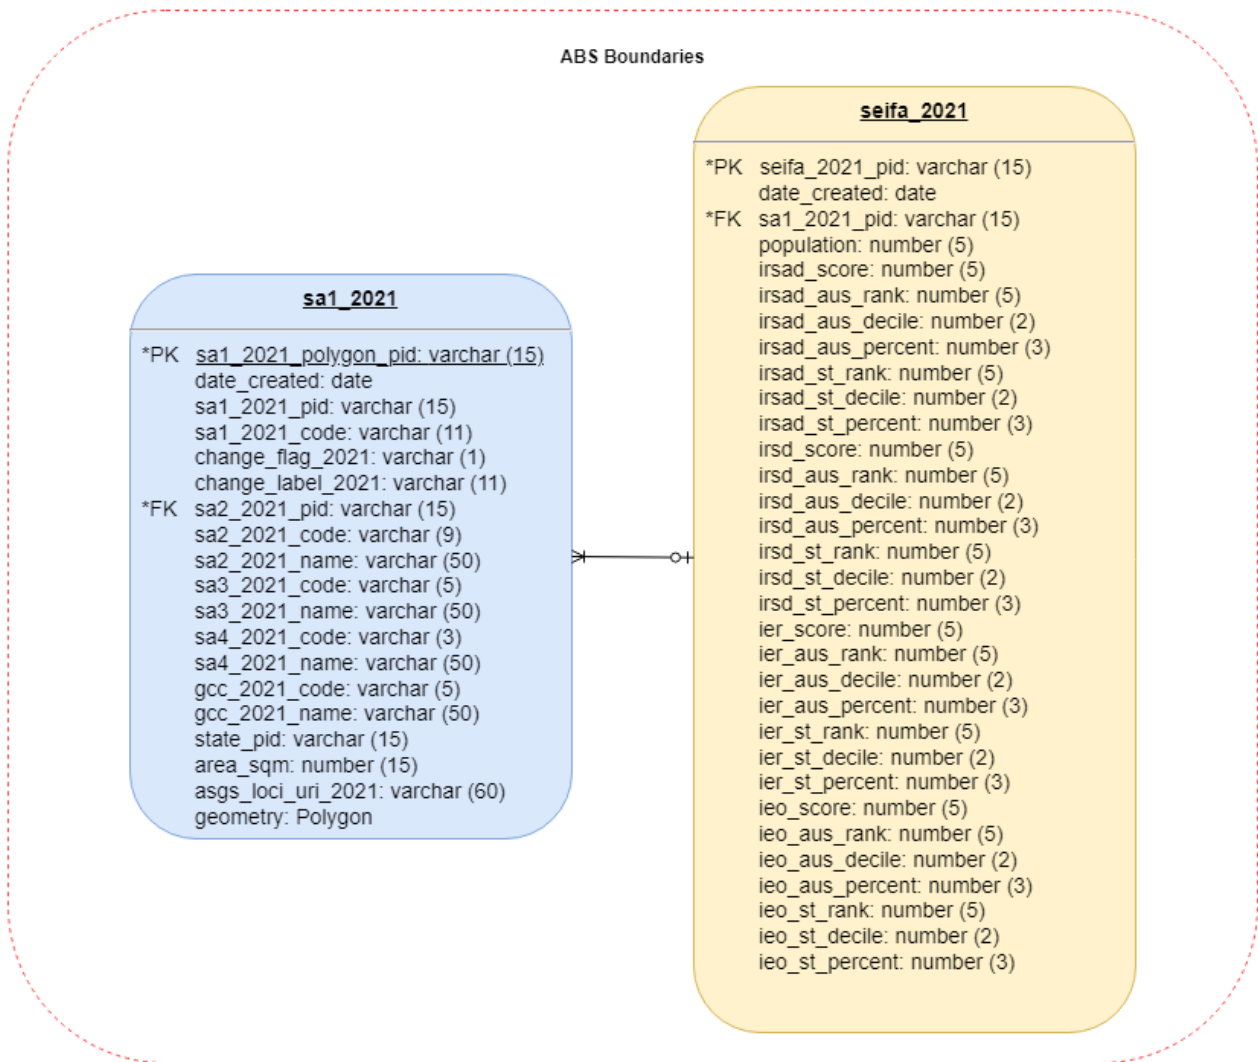 ABS Boundaries
sa1_2021
*PK sa1_2021_polygon_pid: varchar (15)
date_created: date
sa1_2021_pid: varchar (15)
sa1_2021_code: varchar (11)
change_flag_2021: varchar (1)
change_label_2021: varchar (11)
*FK sa2_2021_pid: varchar (15)
sa2_2021_code: varchar (9)
sa2_2021_name: varchar (50)
sa3_2021_code: varchar (5)
sa3_2021_name: varchar (50)
sa4_2021_code: varchar (3)
sa4_2021_name: varchar (50)
gcc_2021_code: varchar (5)
gcc_2021_name: varchar (50)
state_pid: varchar (15)
area_sqm: number (15)
asgs_loci_uri_2021: varchar (60)
geometry: Polygon
seifa_2021
*PK seifa_2021_pid: varchar (15)
date_created: date
*FK sa1_2021_pid: varchar (15)
population: number (5)
irsad_score: number (5)
irsad_aus_rank: number (5)
irsad_aus_decile: number (2)
irsad_aus_percent: number (3)
irsad_st_rank: number (5)
irsad_st_decile: number (2)
irsad_st_percent: number (3)
irsd_score: number (5)
irsd_aus_rank: number (5)
irsd_aus_decile: number (2)
irsd_aus_percent: number (3)
irsd_st_rank: number (5)
irsd_st_decile: number (2)
irsd_st_percent: number (3)
ier_score: number (5)
ier_aus_rank: number (5)
ier_aus_decile: number (2)
ier_aus_percent: number (3)
ier_st_rank: number (5)
ier_st_decile: number (2)
ier_st_percent: number (3)
ieo_score: number (5)
ieo_aus_rank: number (5)
ieo_aus_decile: number (2)
ieo_aus_percent: number (3)
ieo_st_rank: number (5)
ieo_st_decile: number (2)
ieo_st_percent: number (3)